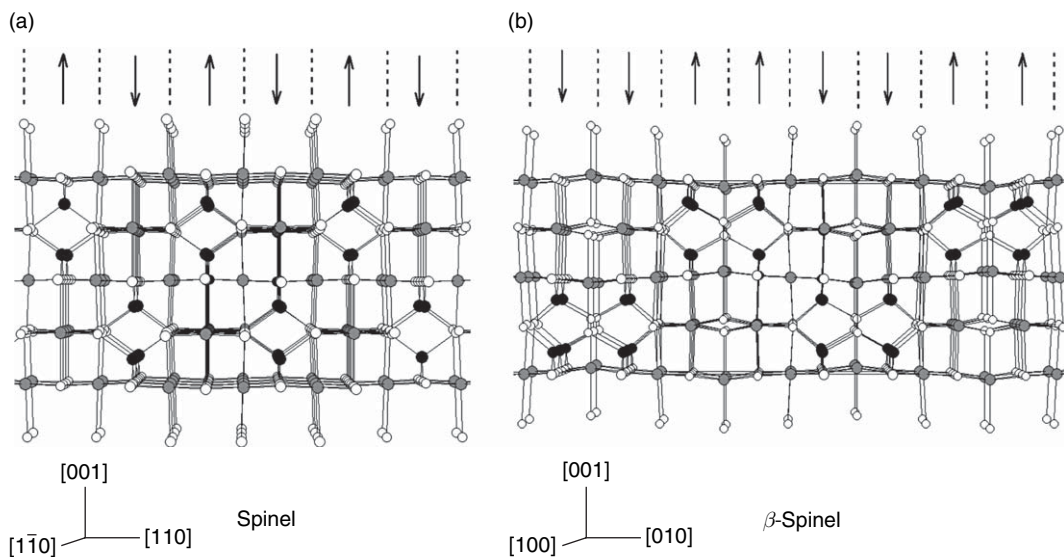 (a)
(b)
[001]
[11̄0]
[110]
Spinel
[001]
[100]
[010]
β-Spinel